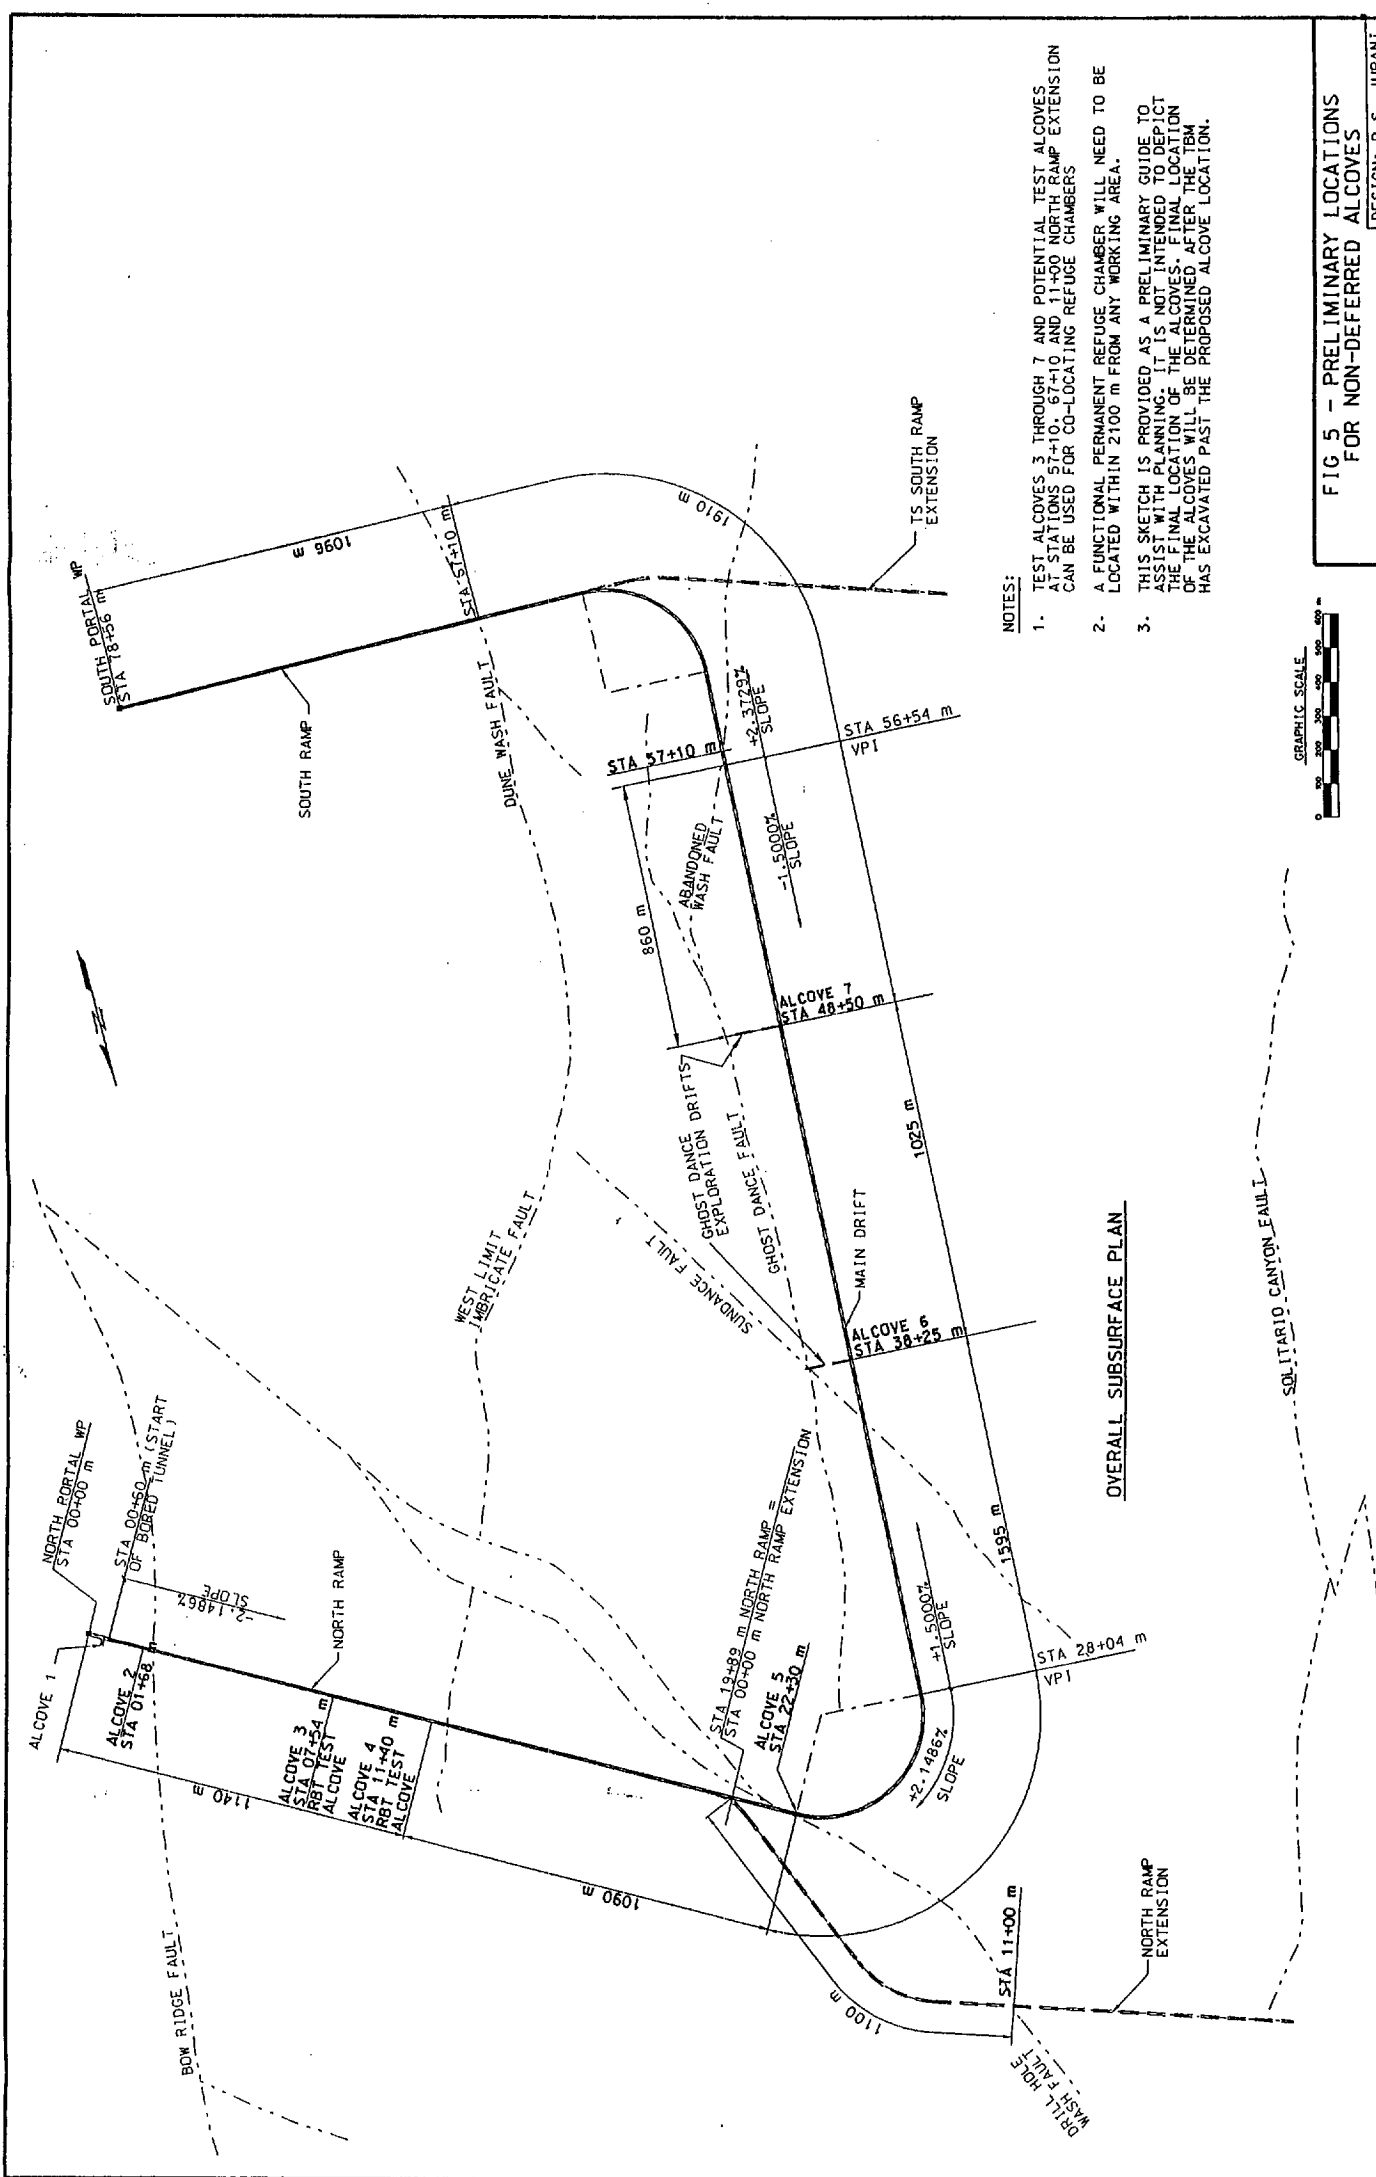 SOUTH PORTAL WP
STA 78+56 m
1096 m
SOUTH RAMP
STA 57+10 m
DUNE WASH FAULT
1910 m
TS SOUTH RAMP
EXTENSION
STA 57+10 m
+2.3729%
SLOPE
STA 56+54 m
VPI
-1.5000%
SLOPE
ABANDONED
WASH FAULT
860 m
ALCOVE 7
STA 48+50 m
GHOST DANCE
EXPLORATION DRIFTS
GHOST DANCE FAULT
SUNDANCE FAULT
1025 m
MAIN DRIFT
ALCOVE 6
STA 38+25 m
WEST LIMIT
IMBRICATE FAULT
NORTH PORTAL WP
STA 00+00 m
STA 00+60 m (START
OF BORED TUNNEL)
-2.1486%
SLOPE
NORTH RAMP
ALCOVE 1
ALCOVE 2
STA 01+68 m
ALCOVE 3
STA 07+54 m
RBT TEST
ALCOVE
ALCOVE 4
STA 11+40 m
RBT TEST
ALCOVE
1140 m
1090 m
STA 19+89 m NORTH RAMP =
STA 00+00 m NORTH RAMP EXTENSION
ALCOVE 5
STA 22+30 m
1595 m
+1.5000%
SLOPE
STA 28+04 m
VPI
+2.1486%
SLOPE
BOW RIDGE FAULT
1100 m
STA 11+00 m
DRILL HOLE
WASH FAULT
NORTH RAMP
EXTENSION
SOLITARIO CANYON FAULT
OVERALL SUBSURFACE PLAN
NOTES:
1. TEST ALCOVES 3 THROUGH 7 AND POTENTIAL TEST ALCOVES
AT STATIONS 57+10, 67+10 AND 11+00 NORTH RAMP EXTENSION
CAN BE USED FOR CO-LOCATING REFUGE CHAMBERS
2. A FUNCTIONAL PERMANENT REFUGE CHAMBER WILL NEED TO BE
LOCATED WITHIN 2100 m FROM ANY WORKING AREA.
3. THIS SKETCH IS PROVIDED AS A PRELIMINARY GUIDE TO
ASSIST WITH PLANNING. IT IS NOT INTENDED TO DEPICT
THE FINAL LOCATION OF THE ALCOVES. FINAL LOCATION
OF THE ALCOVES WILL BE DETERMINED AFTER THE TBM
HAS EXCAVATED PAST THE PROPOSED ALCOVE LOCATION.
GRAPHIC SCALE
0 100 200 300 400 500 600 m
FIG 5 - PRELIMINARY LOCATIONS
FOR NON-DEFERRED ALCOVES